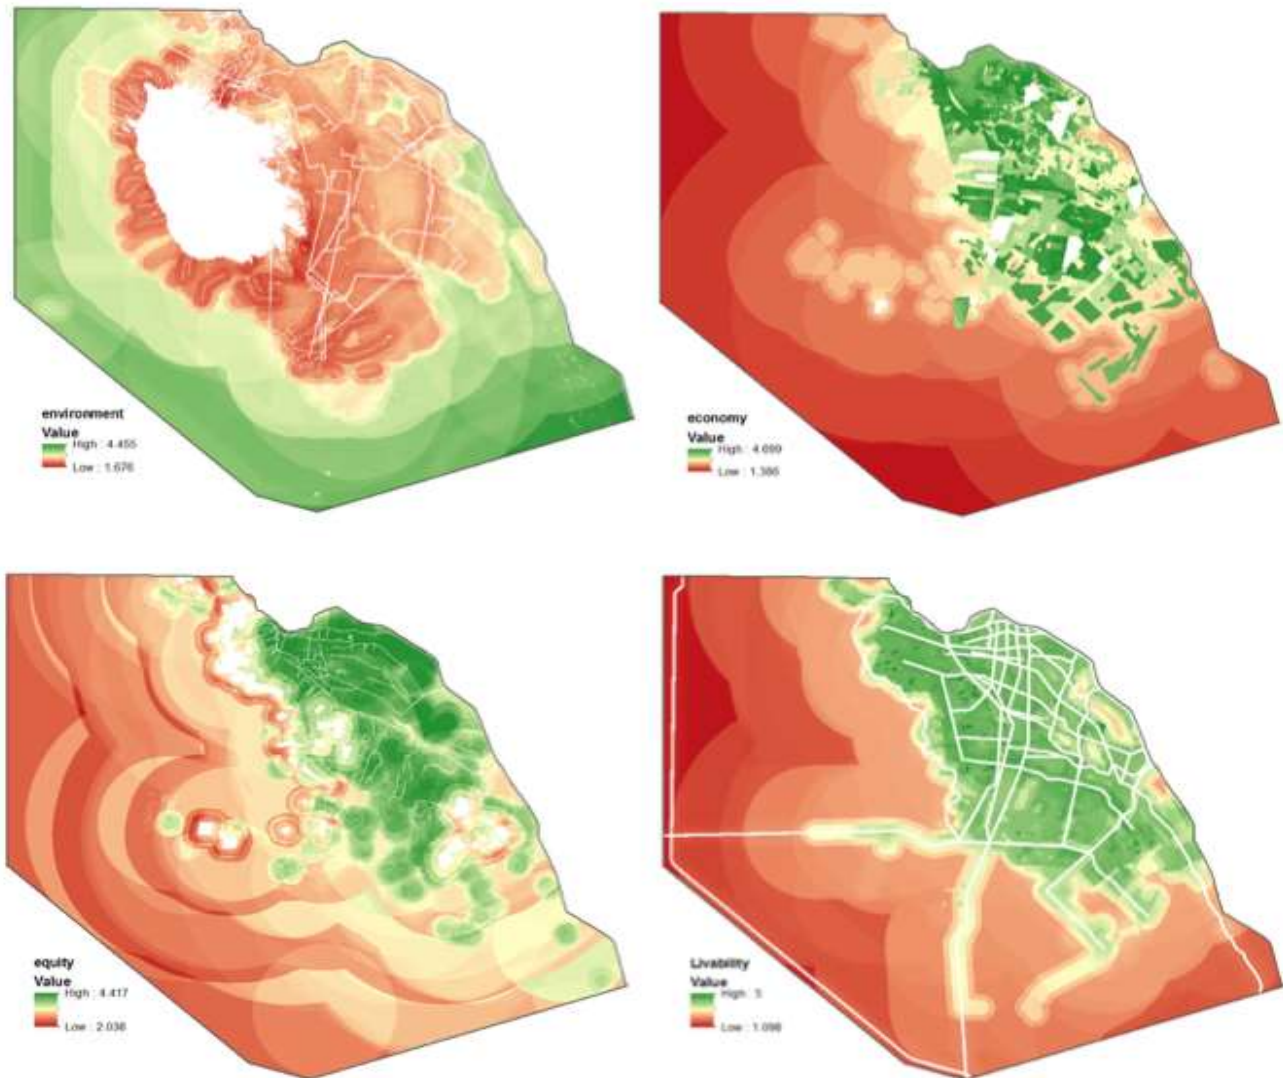 environment
Value
High : 4.455
Low : 1.676
economy
Value
High : 4.699
Low : 1.386
equity
Value
High : 4.417
Low : 2.036
Livability
Value
High : 5
Low : 1.098